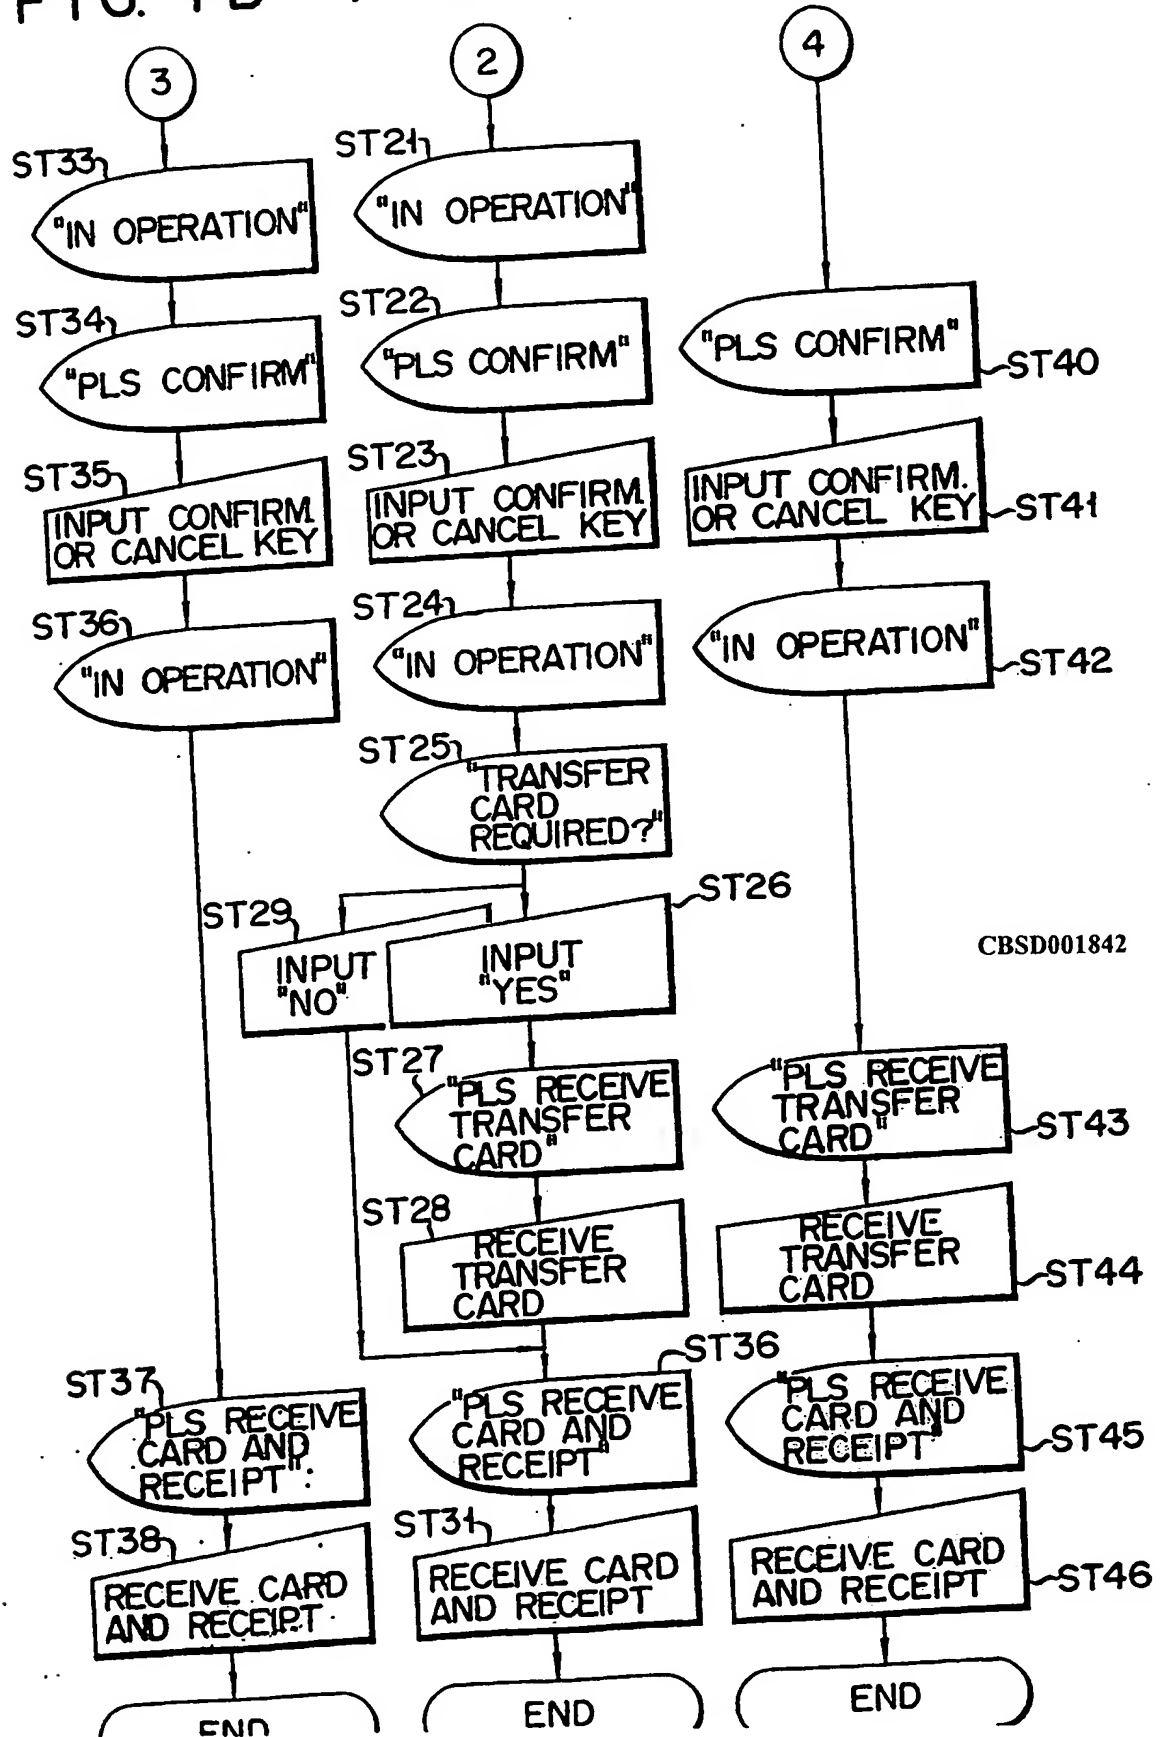 FIG.
3
ST33
"IN OPERATION"
ST34
"PLS CONFIRM"
ST35
INPUT CONFIRM.
OR CANCEL KEY
ST36
"IN OPERATION"
ST37
"PLS RECEIVE
CARD AND
RECEIPT"
ST38
RECEIVE CARD
AND RECEIPT
END
2
ST21
"IN OPERATION"
ST22
"PLS CONFIRM"
ST23
INPUT CONFIRM.
OR CANCEL KEY
ST24
"IN OPERATION"
ST25
"TRANSFER
CARD
REQUIRED?"
ST29
INPUT
"NO"
ST26
INPUT
"YES"
ST27
"PLS RECEIVE
TRANSFER
CARD"
ST28
RECEIVE
TRANSFER
CARD
ST36
"PLS RECEIVE
CARD AND
RECEIPT"
ST31
RECEIVE CARD
AND RECEIPT
END
4
"PLS CONFIRM"
ST40
INPUT CONFIRM.
OR CANCEL KEY
ST41
"IN OPERATION"
ST42
CBSD001842
"PLS RECEIVE
TRANSFER
CARD"
ST43
RECEIVE
TRANSFER
CARD
ST44
"PLS RECEIVE
CARD AND
RECEIPT"
ST45
RECEIVE CARD
AND RECEIPT
ST46
END